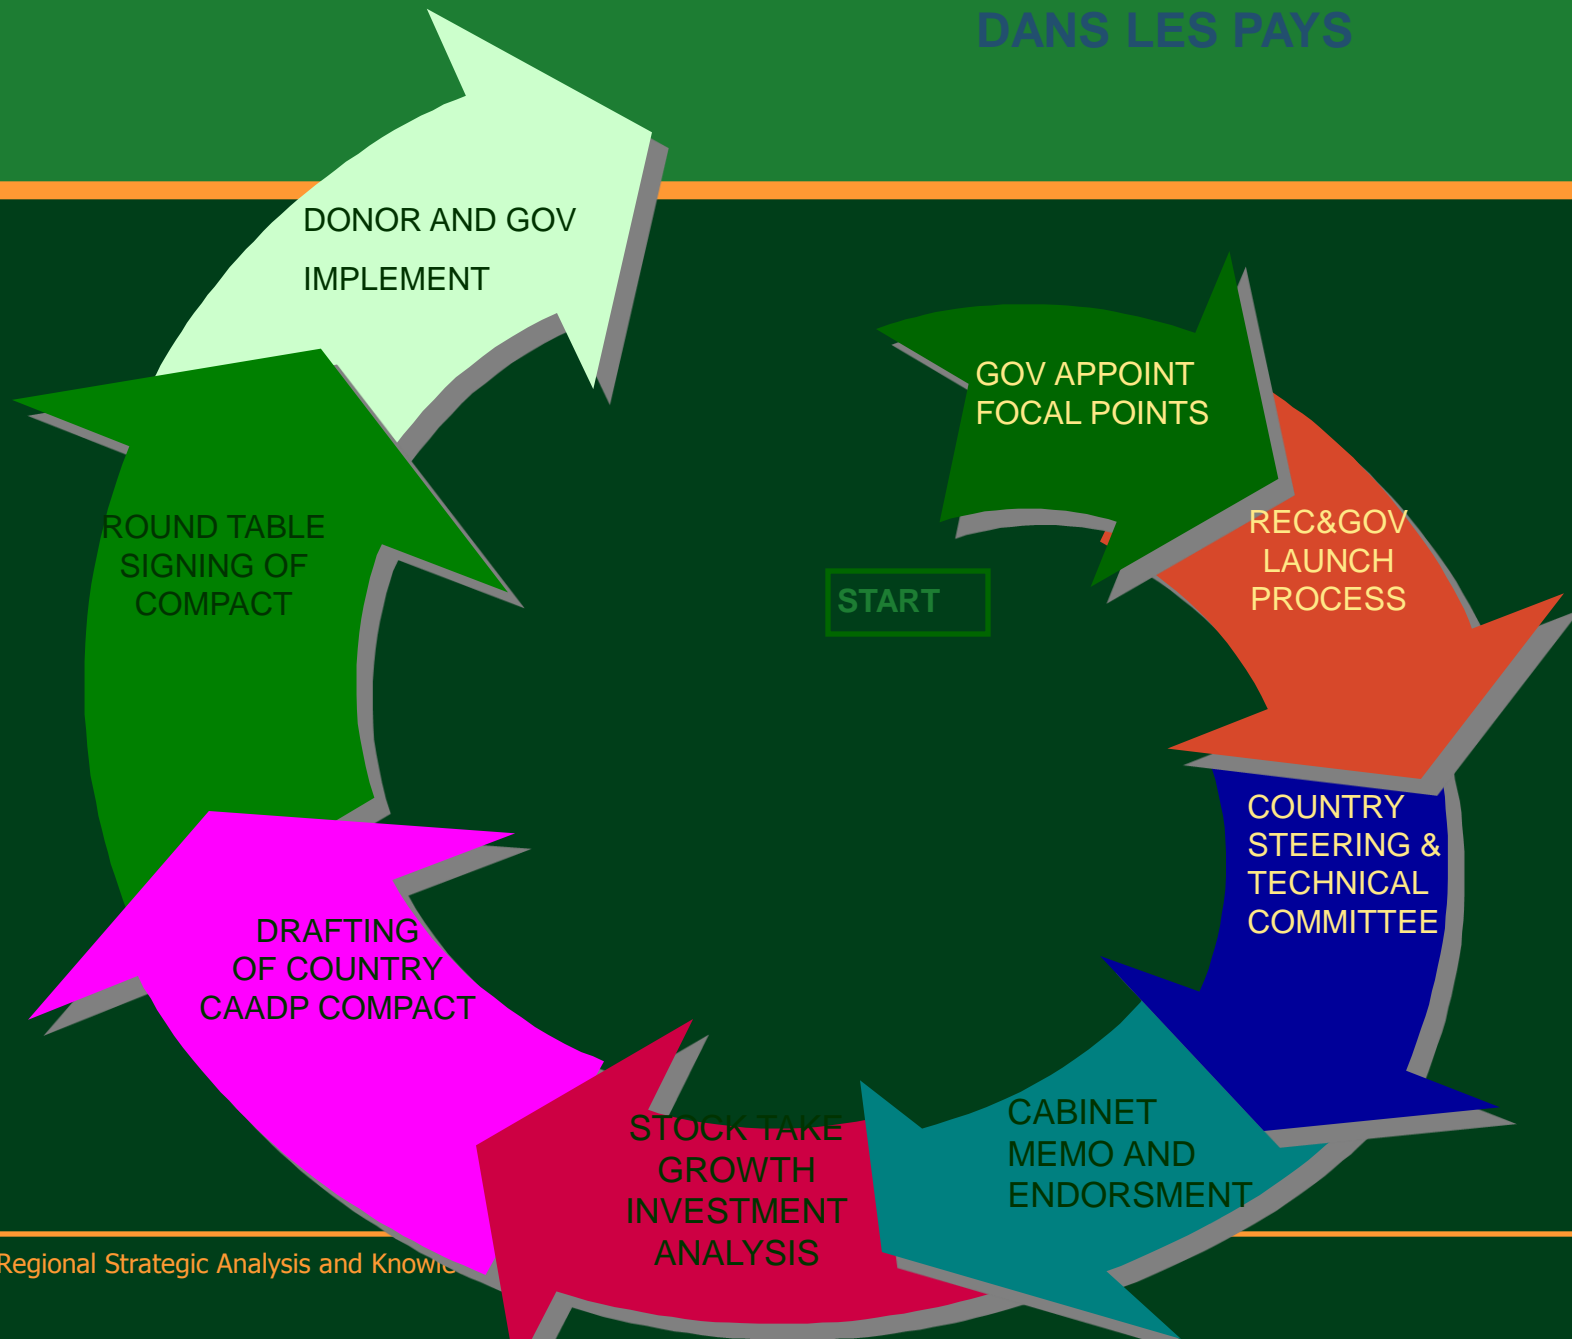 DANS LES PAYS
DONOR AND GOV
IMPLEMENT
GOV APPOINT
FOCAL POINTS
REC&GOV
LAUNCH
PROCESS
START
ROUND TABLE
SIGNING OF
COMPACT
COUNTRY
STEERING &
TECHNICAL
COMMITTEE
DRAFTING
OF COUNTRY
CAADP COMPACT
CABINET
MEMO AND
ENDORSMENT
STOCK TAKE
GROWTH
INVESTMENT
ANALYSIS
Regional Strategic Analysis and